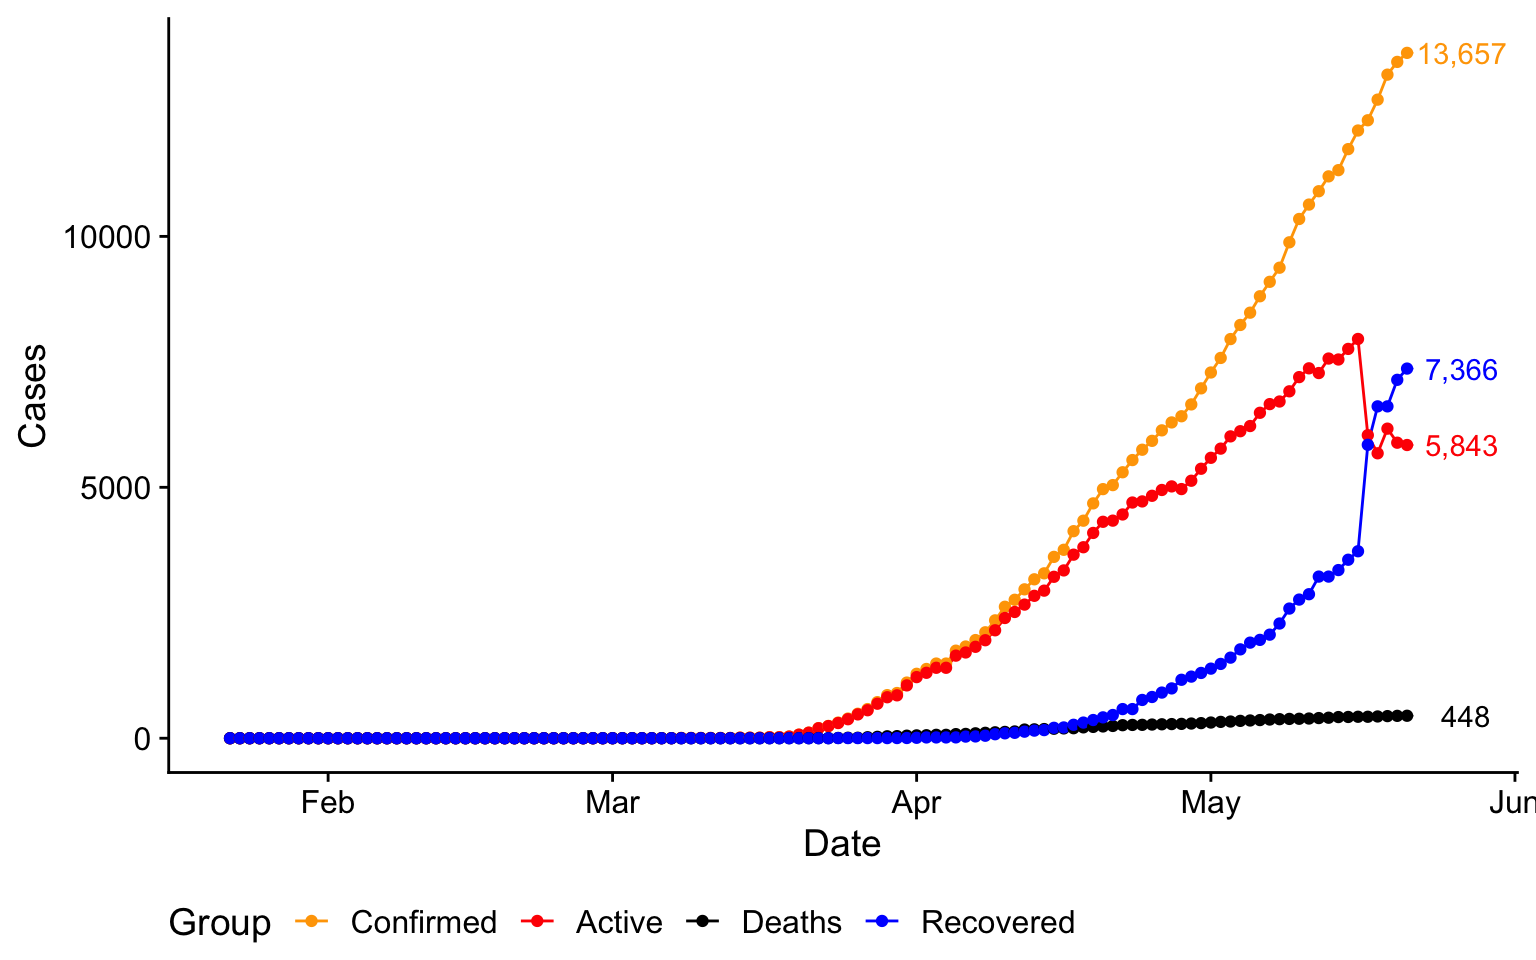 13,657
10000
7,366
Cases
5,843
5000
448
0
Feb Mar Apr May Jun
Date
Group Confirmed Active Deaths Recovered